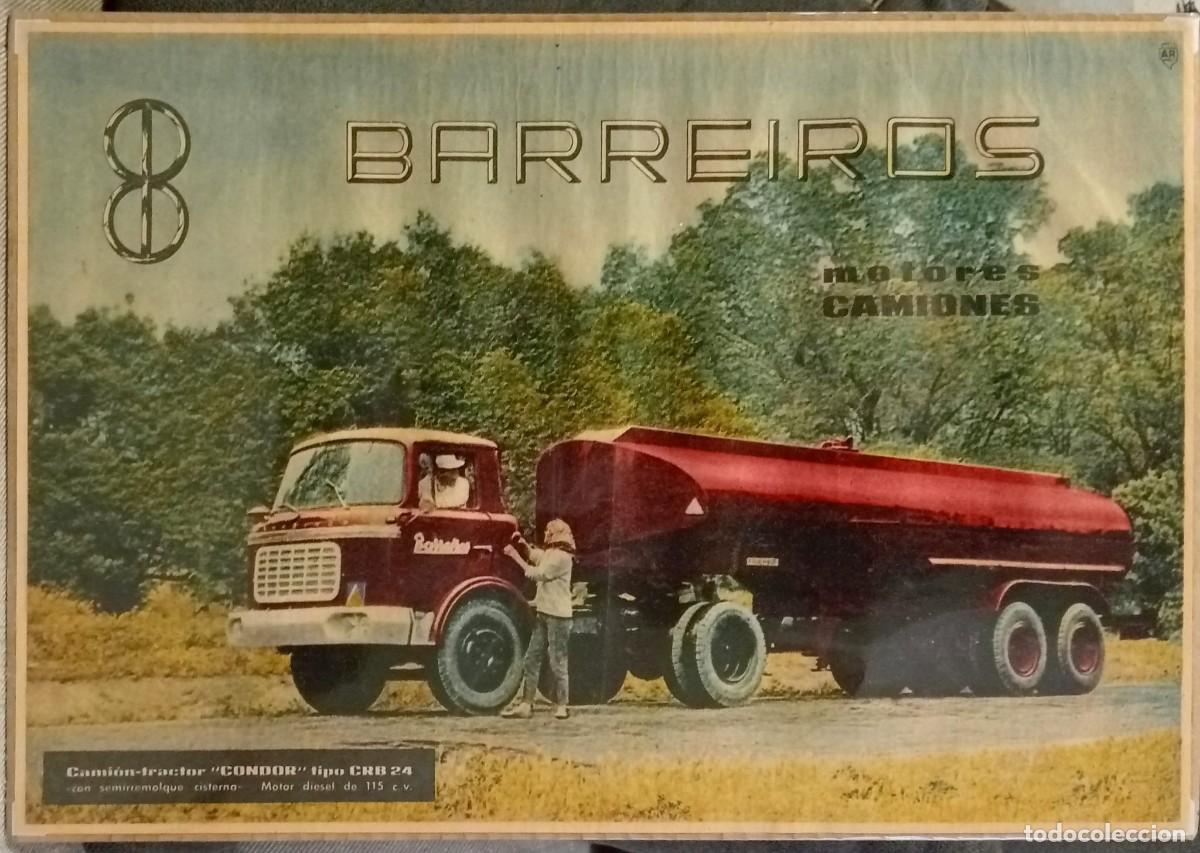 AR
BARREIROS
motores
CAMIONES
Barreiros
Camión-tractor "CONDOR" tipo CRB 24
-con semirremolque cisterna- Motor diesel de 115 c.v.
todocoleccion